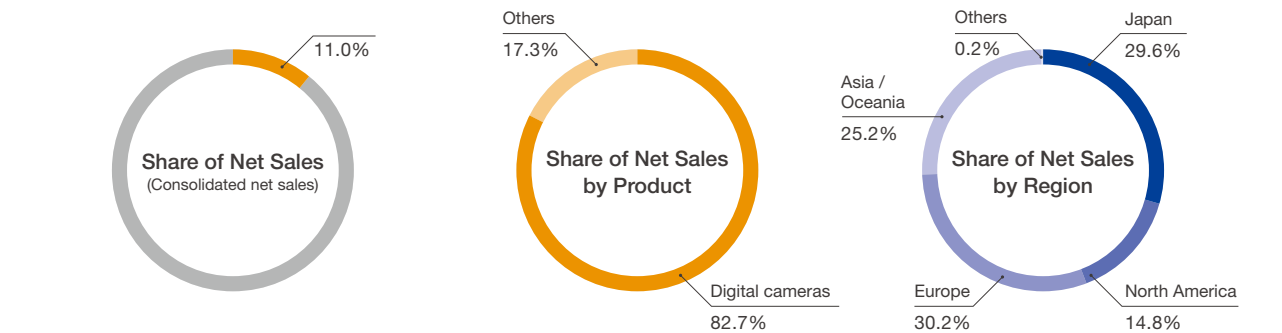 11.0%
Share of Net Sales
(Consolidated net sales)
Others
17.3%
Share of Net Sales
by Product
Digital cameras
82.7%
Others
0.2%
Japan
29.6%
Asia /
Oceania
25.2%
Share of Net Sales
by Region
Europe
30.2%
North America
14.8%